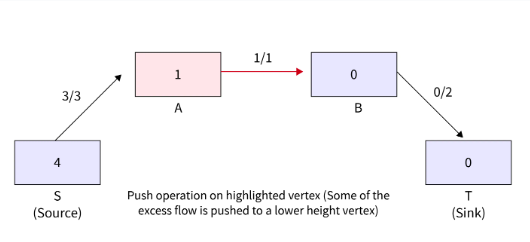 1/1
1
0
3/3
0/2
A
B
4
0
S
(Source)
Push operation on highlighted vertex (Some of the
excess flow is pushed to a lower height vertex)
T
(Sink)